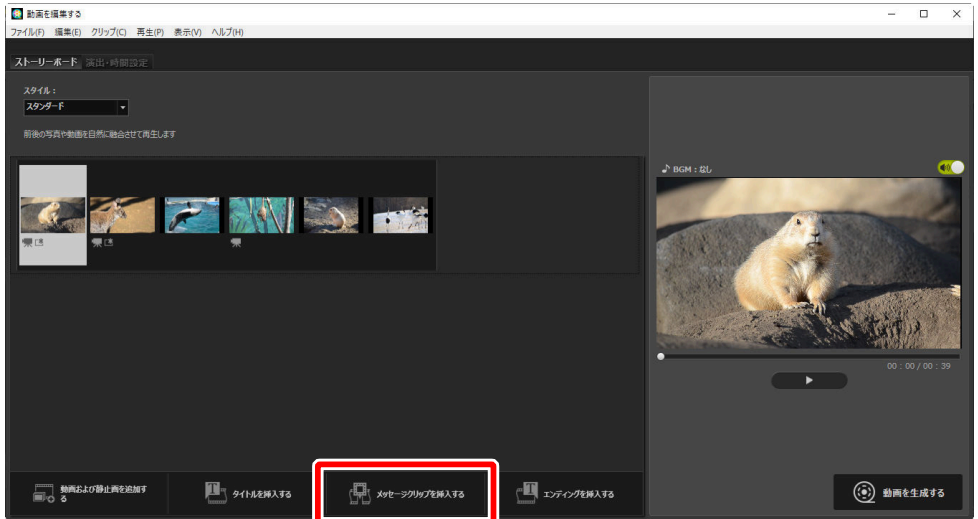 動画を編集する
ファイル(F) 編集(E) クリップ(C) 再生(P) 表示(V) ヘルプ(H)
ストーリーボード 演出・時間設定
スタイル :
スタンダード
前後の写真や動画を自然に融合させて再生します
BGM : なし
00 : 00 / 00 : 39
動画および静止画を追加す
る
タイトルを挿入する
メッセージクリップを挿入する
エンディングを挿入する
動画を生成する